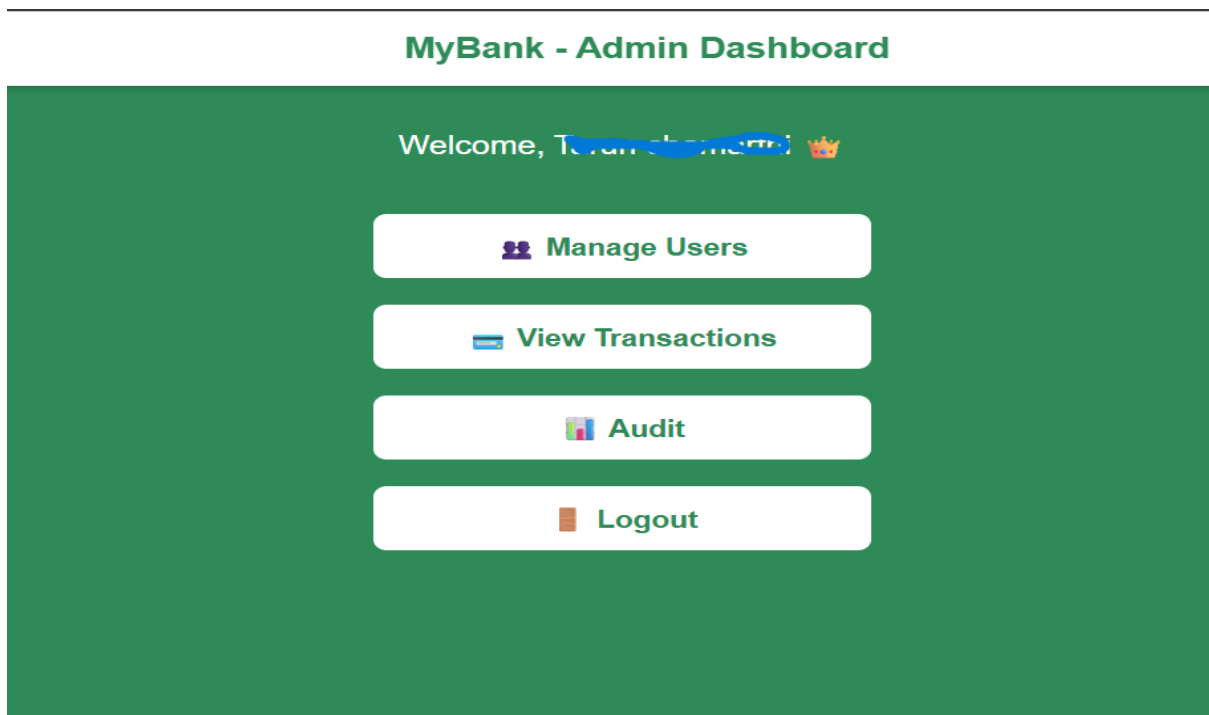 MyBank - Admin Dashboard
Welcome,
Manage Users
View Transactions
Audit
Logout